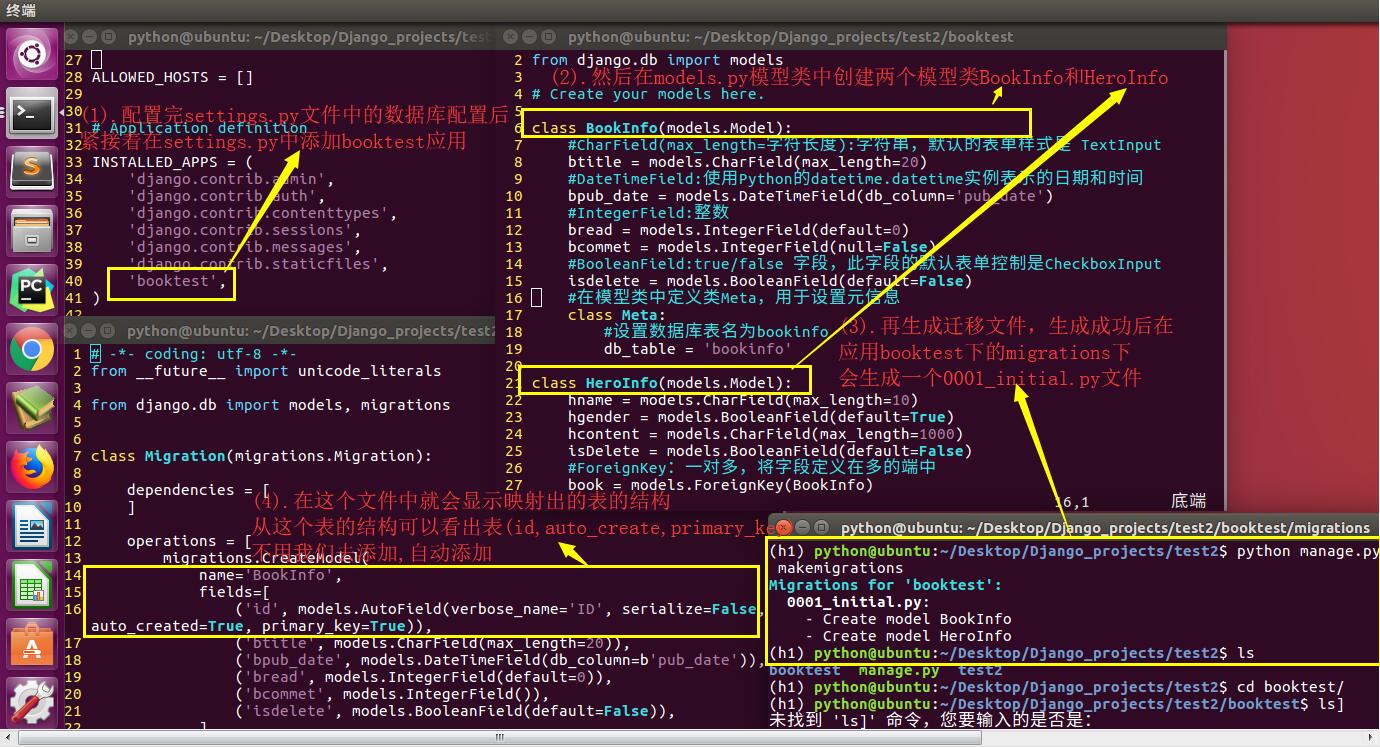 终端
python@ubuntu: ~/Desktop/Django_projects/test
27
28 ALLOWED_HOSTS = []
29
30
(1).配置完settings.py文件中的数据库配置后
31 # Application definition
紧接着在settings.py中添加booktest应用
32
33 INSTALLED_APPS = (
34 'django.contrib.admin',
35 'django.contrib.auth',
36 'django.contrib.contenttypes',
37 'django.contrib.sessions',
38 'django.contrib.messages',
39 'django.contrib.staticfiles',
40 'booktest',
41 )
42
python@ubuntu: ~/Desktop/Django_projects/test2/booktest
2 from django.db import models
3
(2).然后在models.py模型类中创建两个模型类BookInfo和HeroInfo
4 # Create your models here.
5
6 class BookInfo(models.Model):
7 #CharField(max_length=字符长度):字符串，默认的表单样式是 TextInput
8 btitle = models.CharField(max_length=20)
9 #DateTimeField:使用Python的datetime.datetime实例表示的日期和时间
10 bpub_date = models.DateTimeField(db_column='pub_date')
11 #IntegerField:整数
12 bread = models.IntegerField(default=0)
13 bcommet = models.IntegerField(null=False)
14 #BooleanField:true/false 字段，此字段的默认表单控制是CheckboxInput
15 isdelete = models.BooleanField(default=False)
16 #在模型类中定义类Meta，用于设置元信息
17 class Meta:
18 #设置数据库表名为bookinfo
19 db_table = 'bookinfo'
20
(3).再生成迁移文件，生成成功后在
应用booktest下的migrations下
会生成一个0001_initial.py文件
21 class HeroInfo(models.Model):
22 hname = models.CharField(max_length=10)
23 hgender = models.BooleanField(default=True)
24 hcontent = models.CharField(max_length=1000)
25 isDelete = models.BooleanField(default=False)
26 #ForeignKey: 一对多，将字段定义在多的端中
27 book = models.ForeignKey(BookInfo)
16,1 底端
python@ubuntu: ~/Desktop/Django_projects/test2
1 # -*- coding: utf-8 -*-
2 from __future__ import unicode_literals
3
4 from django.db import models, migrations
5
6
7 class Migration(migrations.Migration):
8
9 dependencies = [
10 ]
11
(4).在这个文件中就会显示映射出的表的结构
从这个表的结构可以看出表(id,auto_create,primary_ke
不用我们去添加,自动添加
12 operations = [
13 migrations.CreateModel(
14 name='BookInfo',
15 fields=[
16 ('id', models.AutoField(verbose_name='ID', serialize=False,
auto_created=True, primary_key=True)),
17 ('btitle', models.CharField(max_length=20)),
18 ('bpub_date', models.DateTimeField(db_column=b'pub_date')),
19 ('bread', models.IntegerField(default=0)),
20 ('bcommet', models.IntegerField()),
21 ('isdelete', models.BooleanField(default=False)),
22 ]
python@ubuntu: ~/Desktop/Django_projects/test2/booktest/migrations
(h1) python@ubuntu:~/Desktop/Django_projects/test2$ python manage.py
makemigrations
Migrations for 'booktest':
0001_initial.py:
- Create model BookInfo
- Create model HeroInfo
(h1) python@ubuntu:~/Desktop/Django_projects/test2$ ls
booktest manage.py test2
(h1) python@ubuntu:~/Desktop/Django_projects/test2$ cd booktest/
(h1) python@ubuntu:~/Desktop/Django_projects/test2/booktest$ ls]
未找到 'ls]' 命令，您要输入的是否是：